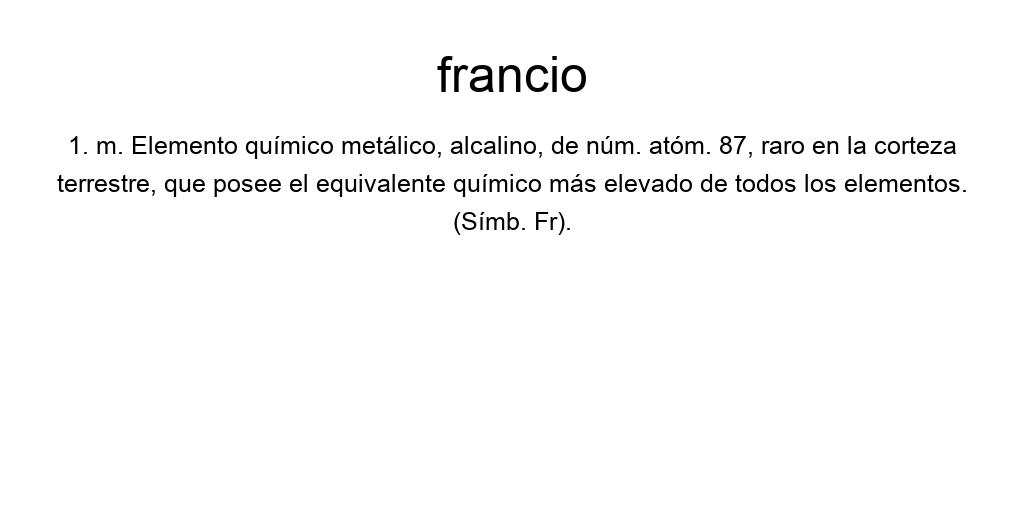 francio
1. m. Elemento químico metálico, alcalino, de núm. atóm. 87, raro en la corteza
terrestre, que posee el equivalente químico más elevado de todos los elementos.
(Símb. Fr).